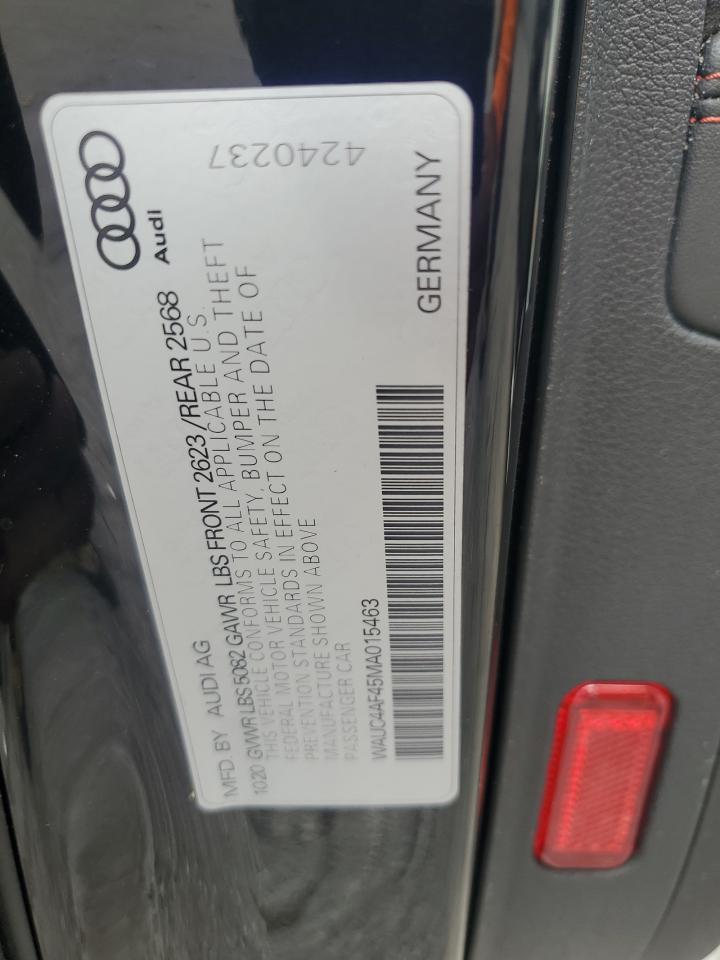 Audi
4240237
MFD. BY AUDI AG
10 20 GVWR LBS 5082 GAWR LBS FRONT 2623 / REAR 2568
THIS VEHICLE CONFORMS TO ALL APPLICABLE U.S.
FEDERAL MOTOR VEHICLE SAFETY, BUMPER AND THEFT
PREVENTION STANDARDS IN EFFECT ON THE DATE OF
MANUFACTURE SHOWN ABOVE
PASSENGER CAR
WAUC4AF45MA015463
GERMANY